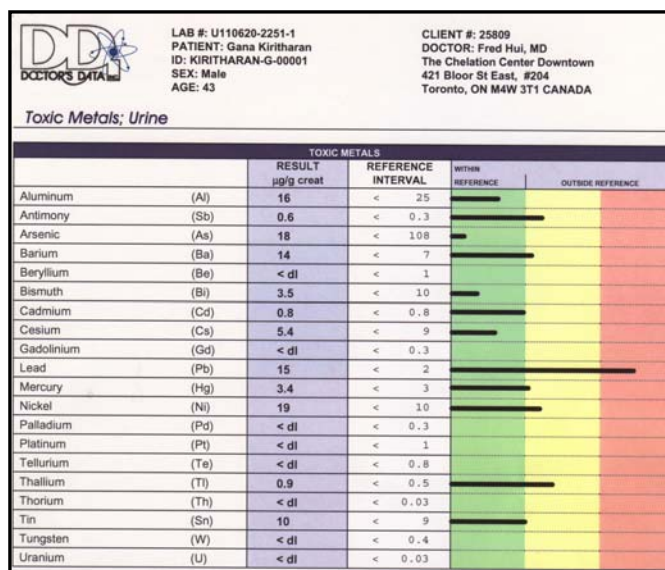 DDI
DOCTOR'S DATA INC
LAB #: U110620-2251-1
PATIENT: Gana Kiritharan
ID: KIRITHARAN-G-00001
SEX: Male
AGE: 43
CLIENT #: 25809
DOCTOR: Fred Hui, MD
The Chelation Center Downtown
421 Bloor St East, #204
Toronto, ON M4W 3T1 CANADA
Toxic Metals; Urine
TOXIC METALS
RESULT µg/g creat REFERENCE INTERVAL WITHIN REFERENCE OUTSIDE REFERENCE
Aluminum (Al) 16 < 25
Antimony (Sb) 0.6 < 0.3
Arsenic (As) 18 < 108
Barium (Ba) 14 < 7
Beryllium (Be) < dl < 1
Bismuth (Bi) 3.5 < 10
Cadmium (Cd) 0.8 < 0.8
Cesium (Cs) 5.4 < 9
Gadolinium (Gd) < dl < 0.3
Lead (Pb) 15 < 2
Mercury (Hg) 3.4 < 3
Nickel (Ni) 19 < 10
Palladium (Pd) < dl < 0.3
Platinum (Pt) < dl < 1
Tellurium (Te) < dl < 0.8
Thallium (Tl) 0.9 < 0.5
Thorium (Th) < dl < 0.03
Tin (Sn) 10 < 9
Tungsten (W) < dl < 0.4
Uranium (U) < dl < 0.03